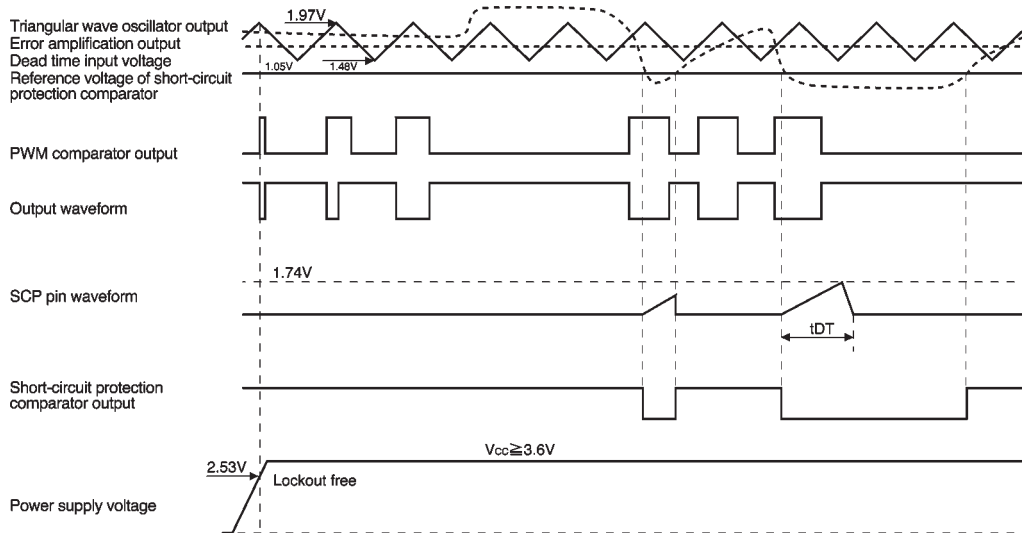 1.97V
Triangular wave oscillator output
Error amplification output
Dead time input voltage
1.05V
1.48V
Reference voltage of short-circuit
protection comparator
PWM comparator output
Output waveform
1.74V
SCP pin waveform
tDT
Short-circuit protection
comparator output
Vcc≧3.6V
2.53V
Lockout free
Power supply voltage